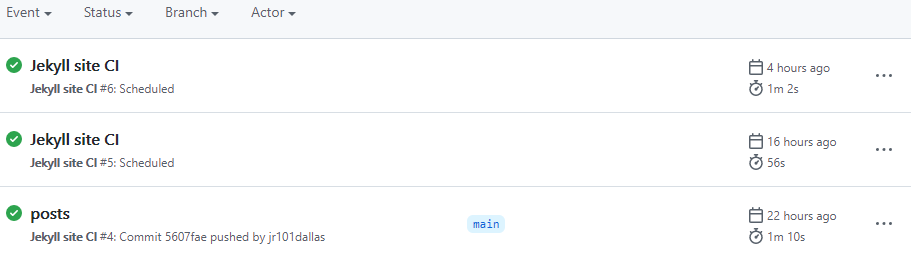 Event Status Branch Actor
Jekyll site CI
4 hours ago
Jekyll site CI #6: Scheduled
1m 2s
Jekyll site CI
16 hours ago
Jekyll site CI #5: Scheduled
56s
posts
main
22 hours ago
Jekyll site CI #4: Commit 5607fae pushed by jr101dallas
1m 10s